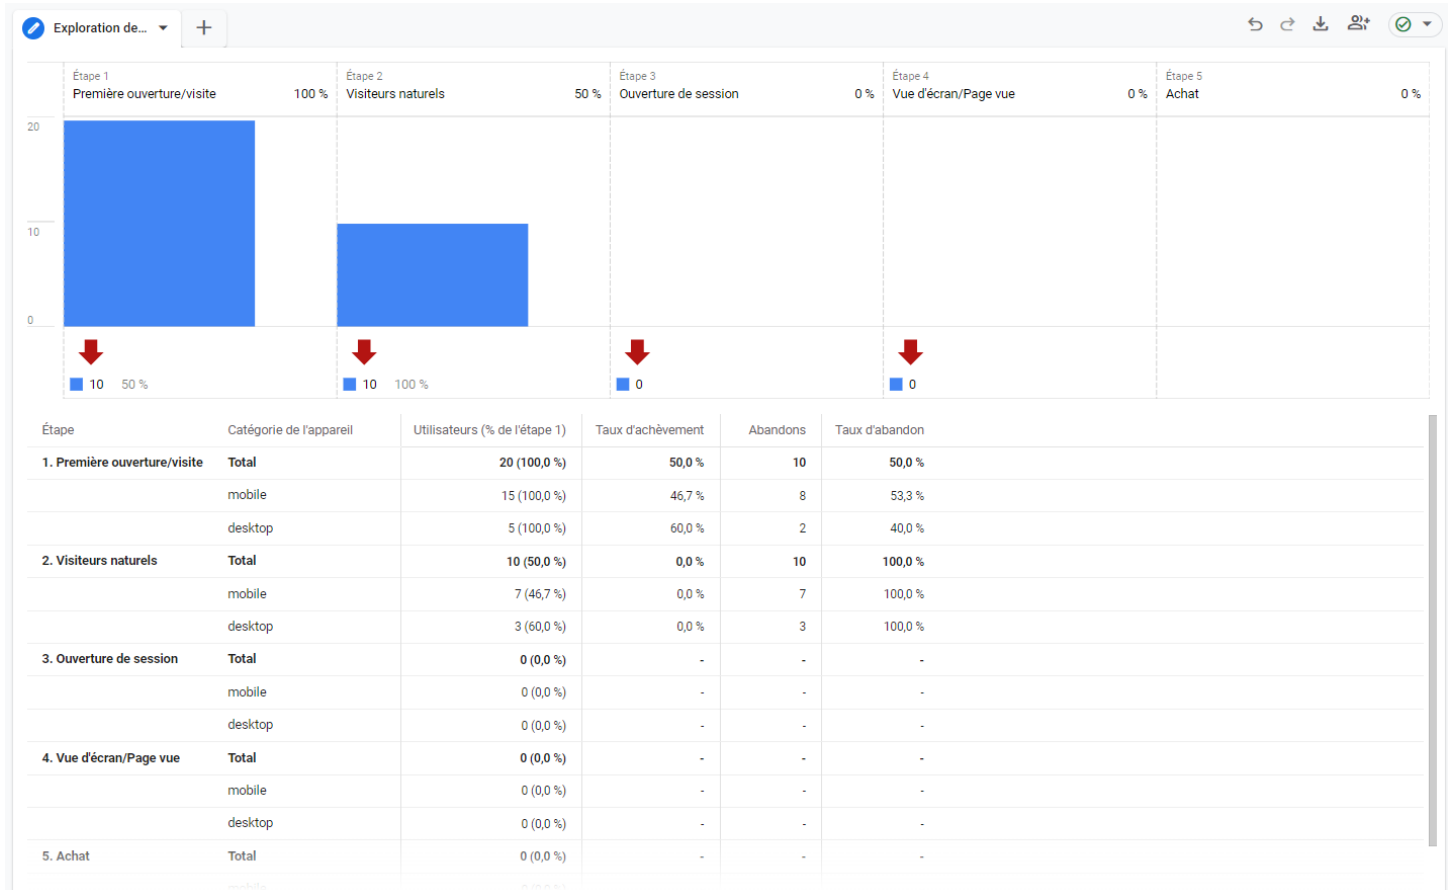 Exploration de...
Étape 1
Première ouverture/visite 100 %
Étape 2
Visiteurs naturels 50 %
Étape 3
Ouverture de session 0 %
Étape 4
Vue d'écran/Page vue 0 %
Étape 5
Achat 0 %
20
10
0
10 50 %
10 100 %
0
0
Étape Catégorie de l'appareil Utilisateurs (% de l'étape 1) Taux d'achèvement Abandons Taux d'abandon
1. Première ouverture/visite Total 20 (100,0 %) 50,0 % 10 50,0 %
mobile 15 (100,0 %) 46,7 % 8 53,3 %
desktop 5 (100,0 %) 60,0 % 2 40,0 %
2. Visiteurs naturels Total 10 (50,0 %) 0,0 % 10 100,0 %
mobile 7 (46,7 %) 0,0 % 7 100,0 %
desktop 3 (60,0 %) 0,0 % 3 100,0 %
3. Ouverture de session Total 0 (0,0 %) - - -
mobile 0 (0,0 %) - - -
desktop 0 (0,0 %) - - -
4. Vue d'écran/Page vue Total 0 (0,0 %) - - -
mobile 0 (0,0 %) - - -
desktop 0 (0,0 %) - - -
5. Achat Total 0 (0,0 %) - - -